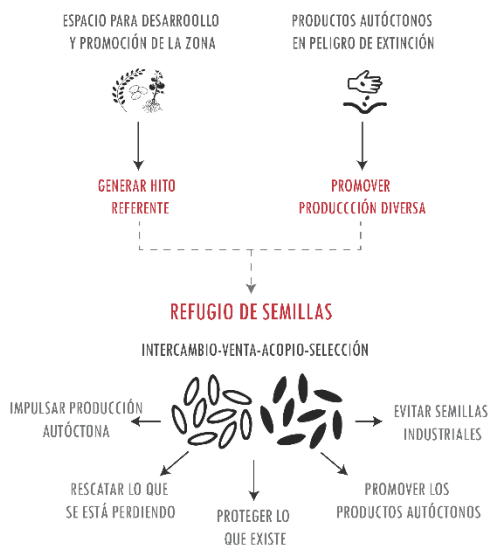 ESPACIO PARA DESARROOLLO
Y PROMOCIÓN DE LA ZONA
PRODUCTOS AUTÓCTONOS
EN PELIGRO DE EXTINCIÓN
GENERAR HITO
REFERENTE
PROMOVER
PRODUCCCIÓN DIVERSA
REFUGIO DE SEMILLAS
INTERCAMBIO-VENTA-ACOPIO-SELECCIÓN
IMPULSAR PRODUCCIÓN
AUTÓCTONA
EVITAR SEMILLAS
INDUSTRIALES
RESCATAR LO QUE
SE ESTÁ PERDIENDO
PROTEGER LO
QUE EXISTE
PROMOVER LOS
PRODUCTOS AUTÓCTONOS